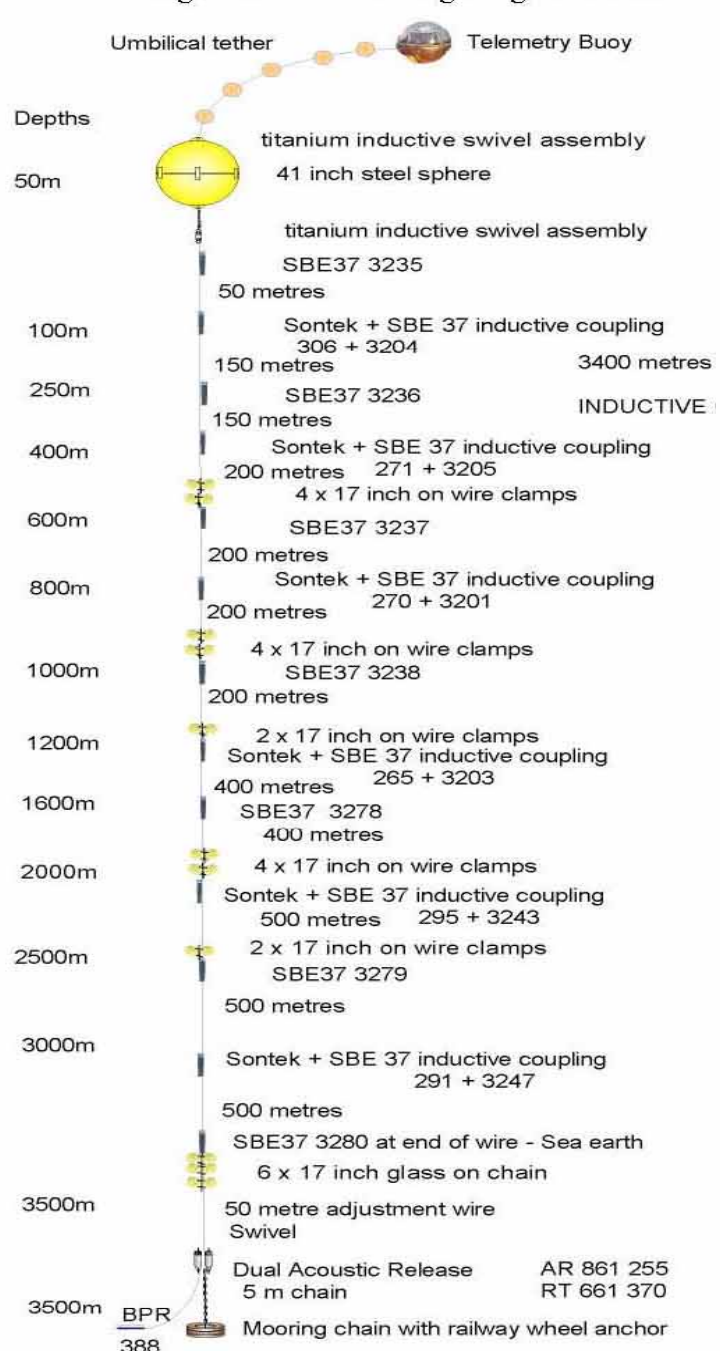 Umbilical tether
Telemetry Buoy
Depths
titanium inductive swivel assembly
50m
41 inch steel sphere
titanium inductive swivel assembly
SBE37 3235
50 metres
100m
Sontek + SBE 37 inductive coupling
306 + 3204
150 metres
3400 metres
250m
SBE37 3236
INDUCTIVE
150 metres
400m
Sontek + SBE 37 inductive coupling
200 metres 271 + 3205
4 x 17 inch on wire clamps
600m
SBE37 3237
200 metres
800m
Sontek + SBE 37 inductive coupling
270 + 3201
200 metres
4 x 17 inch on wire clamps
1000m
SBE37 3238
200 metres
2 x 17 inch on wire clamps
1200m
Sontek + SBE 37 inductive coupling
265 + 3203
400 metres
1600m
SBE37 3278
400 metres
4 x 17 inch on wire clamps
2000m
Sontek + SBE 37 inductive coupling
500 metres 295 + 3243
2 x 17 inch on wire clamps
2500m
SBE37 3279
500 metres
3000m
Sontek + SBE 37 inductive coupling
291 + 3247
500 metres
SBE37 3280 at end of wire - Sea earth
6 x 17 inch glass on chain
3500m
50 metre adjustment wire
Swivel
Dual Acoustic Release AR 861 255
5 m chain RT 661 370
3500m
BPR
Mooring chain with railway wheel anchor
388